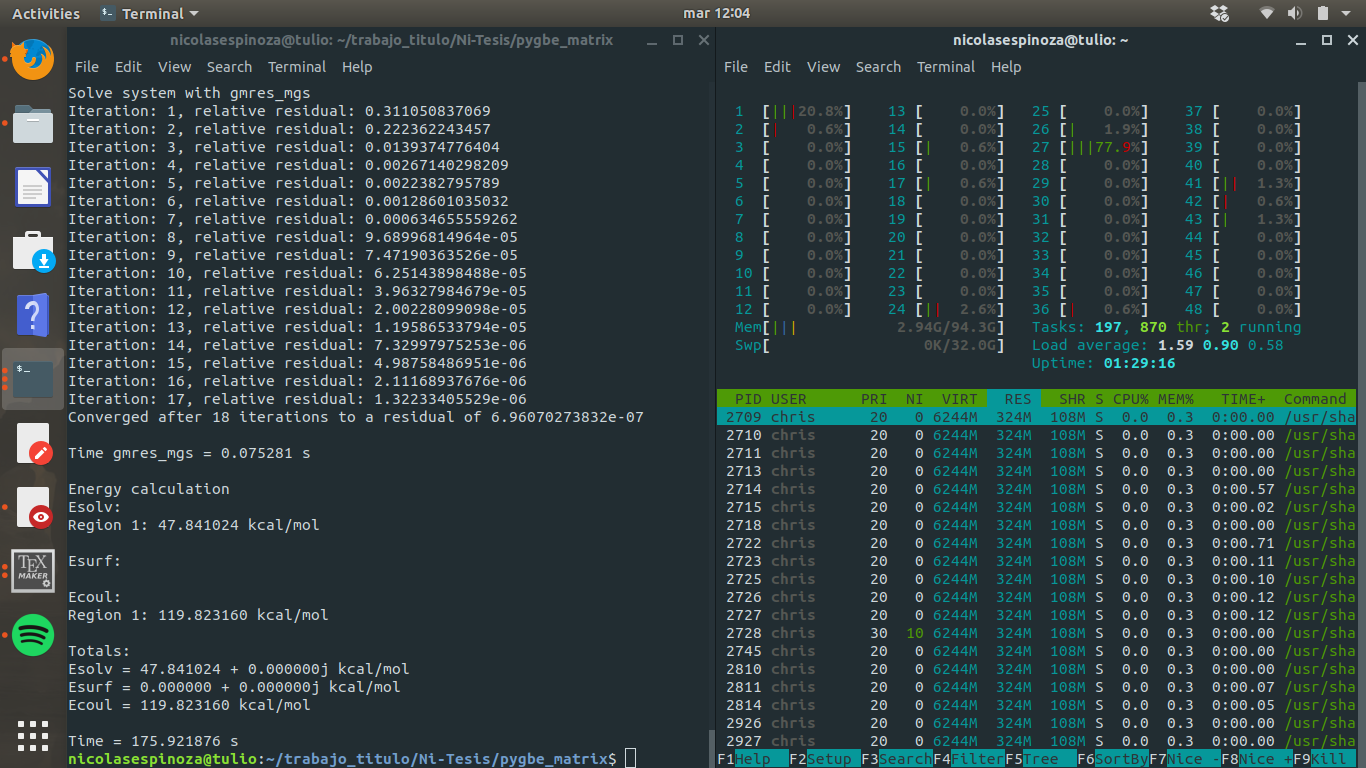 Activities Terminal mar 12:04
nicolasespinoza@tulio: ~/trabajo_titulo/Ni-Tesis/pygbe_matrix
File Edit View Search Terminal Help
Solve system with gmres_mgs
Iteration: 1, relative residual: 0.311050837069
Iteration: 2, relative residual: 0.222362243457
Iteration: 3, relative residual: 0.0139374776404
Iteration: 4, relative residual: 0.00267140298209
Iteration: 5, relative residual: 0.0022382795789
Iteration: 6, relative residual: 0.00128601035032
Iteration: 7, relative residual: 0.000634655559262
Iteration: 8, relative residual: 9.68996814964e-05
Iteration: 9, relative residual: 7.47190363526e-05
Iteration: 10, relative residual: 6.25143898488e-05
Iteration: 11, relative residual: 3.96327984679e-05
Iteration: 12, relative residual: 2.00228099098e-05
Iteration: 13, relative residual: 1.19586533794e-05
Iteration: 14, relative residual: 7.32997975253e-06
Iteration: 15, relative residual: 4.98758486951e-06
Iteration: 16, relative residual: 2.11168937676e-06
Iteration: 17, relative residual: 1.32233405529e-06
Converged after 18 iterations to a residual of 6.96070273832e-07
Time gmres_mgs = 0.075281 s
Energy calculation
Esolv:
Region 1: 47.841024 kcal/mol
Esurf:
Ecoul:
Region 1: 119.823160 kcal/mol
Totals:
Esolv = 47.841024 + 0.000000j kcal/mol
Esurf = 0.000000 + 0.000000j kcal/mol
Ecoul = 119.823160 kcal/mol
Time = 175.921876 s
nicolasespinoza@tulio:~/trabajo_titulo/Ni-Tesis/pygbe_matrix$
TEX
MAKER
nicolasespinoza@tulio: ~
File Edit View Search Terminal Help
1 [||| 20.8%] 13 [ 0.0%] 25 [ 0.0%] 37 [ 0.0%]
2 [| 0.6%] 14 [ 0.0%] 26 [| 1.9%] 38 [ 0.0%]
3 [ 0.0%] 15 [| 0.6%] 27 [|||77.9%] 39 [ 0.0%]
4 [ 0.0%] 16 [ 0.0%] 28 [ 0.0%] 40 [ 0.0%]
5 [ 0.0%] 17 [| 0.6%] 29 [ 0.0%] 41 [|| 1.3%]
6 [ 0.0%] 18 [ 0.0%] 30 [ 0.0%] 42 [| 0.6%]
7 [ 0.0%] 19 [ 0.0%] 31 [ 0.0%] 43 [| 1.3%]
8 [ 0.0%] 20 [ 0.0%] 32 [ 0.0%] 44 [ 0.0%]
9 [ 0.0%] 21 [ 0.0%] 33 [ 0.0%] 45 [ 0.0%]
10 [ 0.0%] 22 [ 0.0%] 34 [ 0.0%] 46 [ 0.0%]
11 [ 0.0%] 23 [ 0.0%] 35 [ 0.0%] 47 [ 0.0%]
12 [ 0.0%] 24 [|| 2.6%] 36 [| 0.6%] 48 [ 0.0%]
Mem[||| 2.94G/94.3G] Tasks: 197, 870 thr; 2 running
Swp[ 0K/32.0G] Load average: 1.59 0.90 0.58
Uptime: 01:29:16
PID USER PRI NI VIRT RES SHR S CPU% MEM% TIME+ Command
2709 chris 20 0 6244M 324M 108M S 0.0 0.3 0:00.00 /usr/sha
2710 chris 20 0 6244M 324M 108M S 0.0 0.3 0:00.00 /usr/sha
2711 chris 20 0 6244M 324M 108M S 0.0 0.3 0:00.00 /usr/sha
2713 chris 20 0 6244M 324M 108M S 0.0 0.3 0:00.00 /usr/sha
2714 chris 20 0 6244M 324M 108M S 0.0 0.3 0:00.57 /usr/sha
2715 chris 20 0 6244M 324M 108M S 0.0 0.3 0:00.02 /usr/sha
2718 chris 20 0 6244M 324M 108M S 0.0 0.3 0:00.00 /usr/sha
2722 chris 20 0 6244M 324M 108M S 0.0 0.3 0:00.71 /usr/sha
2723 chris 20 0 6244M 324M 108M S 0.0 0.3 0:00.11 /usr/sha
2725 chris 20 0 6244M 324M 108M S 0.0 0.3 0:00.10 /usr/sha
2726 chris 20 0 6244M 324M 108M S 0.0 0.3 0:00.12 /usr/sha
2727 chris 20 0 6244M 324M 108M S 0.0 0.3 0:00.12 /usr/sha
2728 chris 30 10 6244M 324M 108M S 0.0 0.3 0:00.00 /usr/sha
2745 chris 20 0 6244M 324M 108M S 0.0 0.3 0:00.00 /usr/sha
2810 chris 20 0 6244M 324M 108M S 0.0 0.3 0:00.00 /usr/sha
2811 chris 20 0 6244M 324M 108M S 0.0 0.3 0:00.07 /usr/sha
2814 chris 20 0 6244M 324M 108M S 0.0 0.3 0:00.05 /usr/sha
2926 chris 20 0 6244M 324M 108M S 0.0 0.3 0:00.00 /usr/sha
2927 chris 20 0 6244M 324M 108M S 0.0 0.3 0:00.00 /usr/sha
F1Help F2Setup F3SearchF4FilterF5Tree F6SortByF7Nice -F8Nice +F9Kill